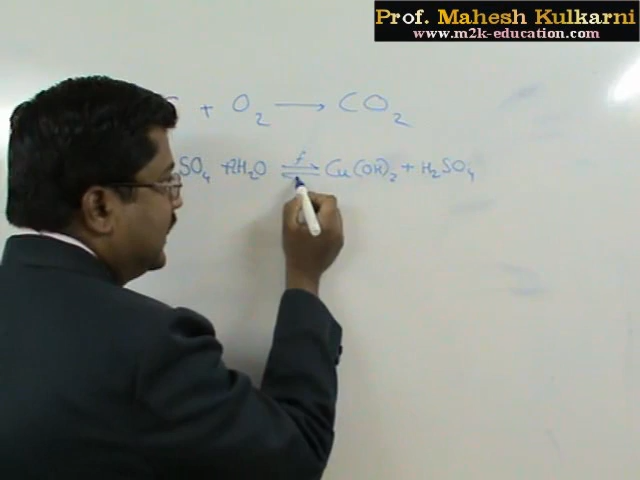 Prof. Mahesh Kulkarni
www.m2k-education.com
+ O₂ ⟶ CO₂
SO₄ + 2H₂O ⇌ Cu(OH)₂ + H₂SO₄
f